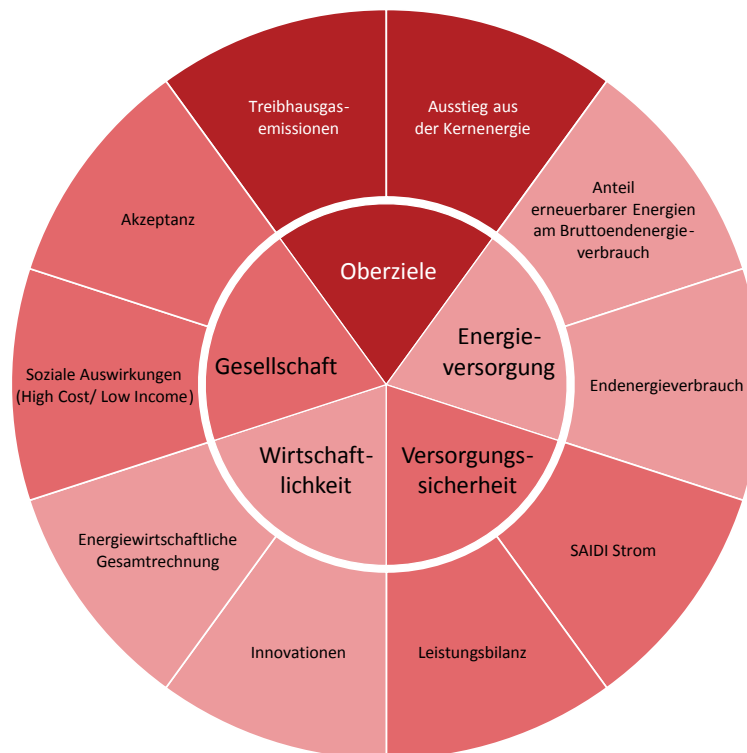 Treibhausgas-
emissionen
Ausstieg aus
der Kernenergie
Anteil
erneuerbarer Energien
am Bruttoendenergie-
verbrauch
Akzeptanz
Oberziele
Energie-
versorgung
Gesellschaft
Soziale Auswirkungen
(High Cost/ Low Income)
Endenergieverbrauch
Wirtschaft-
lichkeit
Versorgungs-
sicherheit
Energiewirtschaftliche
Gesamtrechnung
SAIDI Strom
Innovationen
Leistungsbilanz